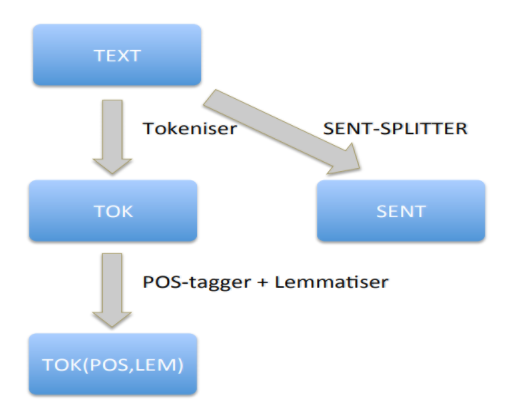 TEXT
Tokeniser
SENT-SPLITTER
TOK
SENT
POS-tagger + Lemmatiser
TOK(POS,LEM)